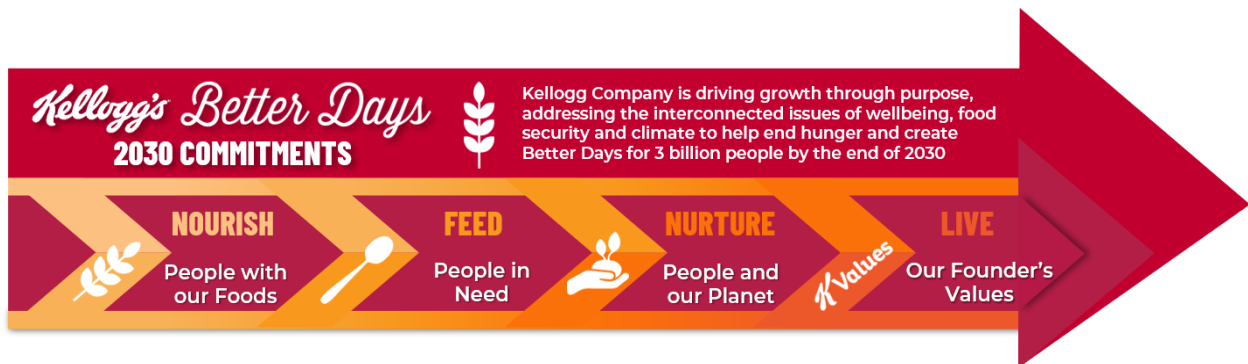 Kellogg's Better Days
2030 COMMITMENTS
Kellogg Company is driving growth through purpose,
addressing the interconnected issues of wellbeing, food
security and climate to help end hunger and create
Better Days for 3 billion people by the end of 2030
NOURISH
People with
our Foods
FEED
People in
Need
NURTURE
People and
our Planet
K Values
LIVE
Our Founder's
Values